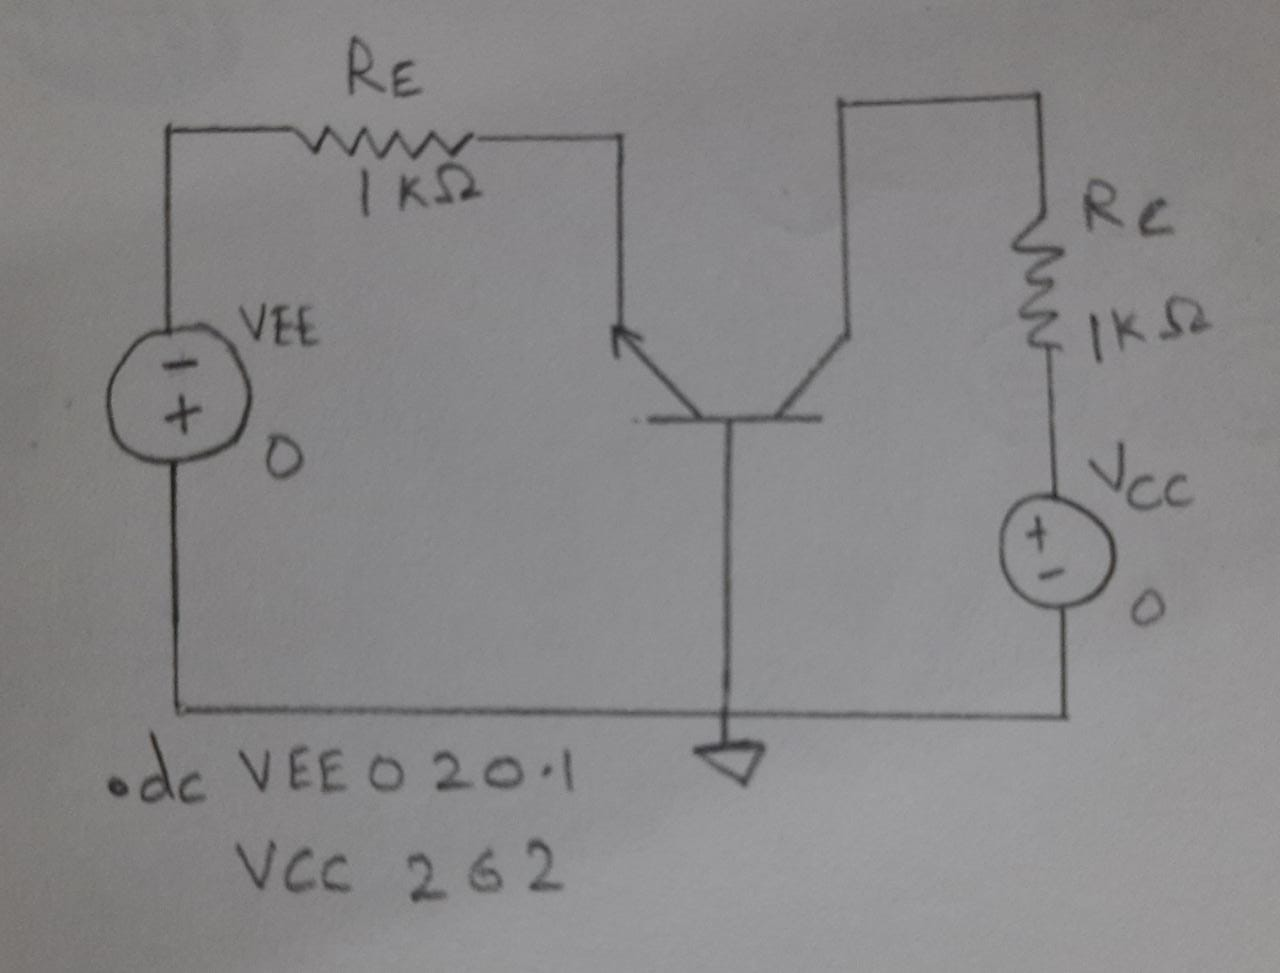 RE
1KΩ
RC
1KΩ
VEE
-
+
0
VCC
+
-
0
.dc VEE 0 2 0.1
VCC 2 6 2